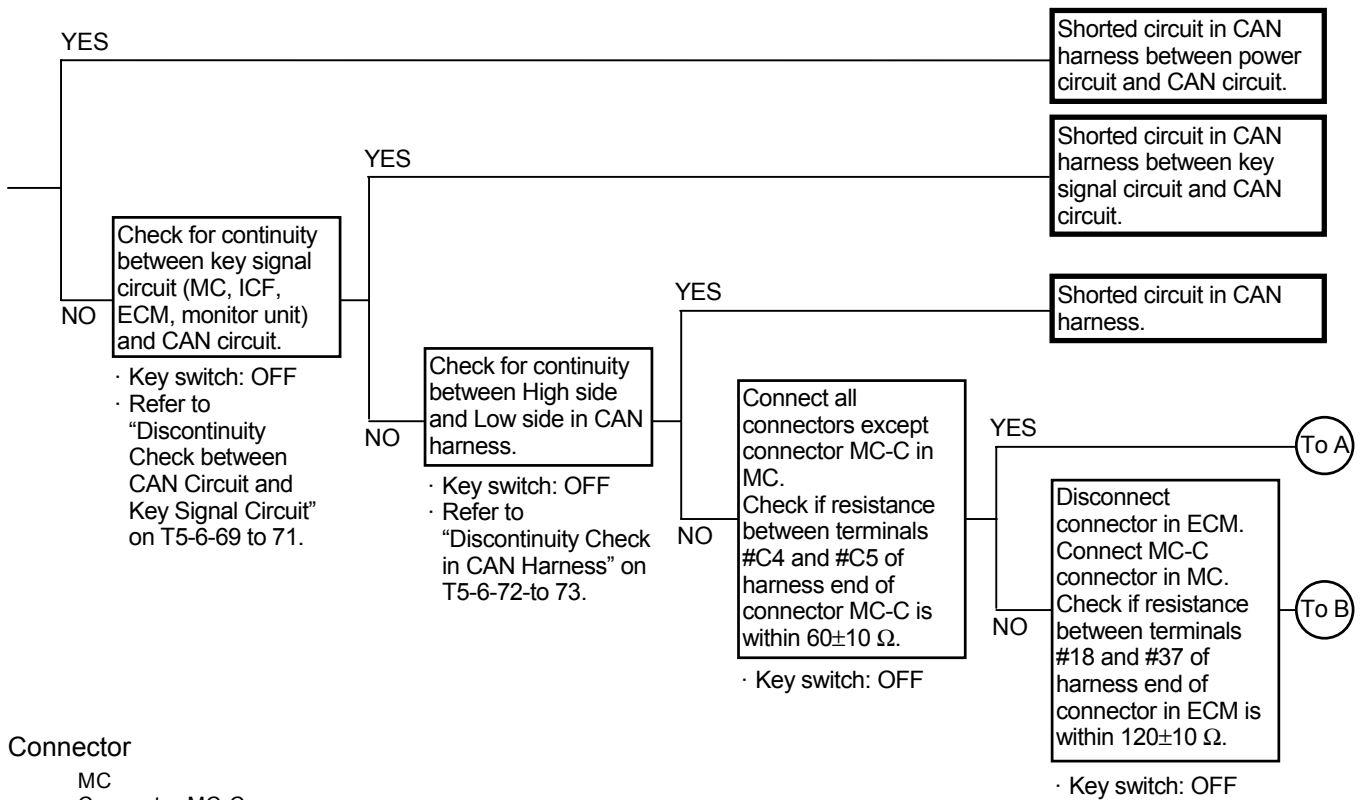 YES
Shorted circuit in CAN
harness between power
circuit and CAN circuit.
YES
Shorted circuit in CAN
harness between key
signal circuit and CAN
circuit.
NO
Check for continuity
between key signal
circuit (MC, ICF,
ECM, monitor unit)
and CAN circuit.
· Key switch: OFF
· Refer to
“Discontinuity
Check between
CAN Circuit and
Key Signal Circuit”
on T5-6-69 to 71.
YES
Shorted circuit in CAN
harness.
NO
Check for continuity
between High side
and Low side in CAN
harness.
· Key switch: OFF
· Refer to
“Discontinuity Check
in CAN Harness” on
T5-6-72-to 73.
NO
Connect all
connectors except
connector MC-C in
MC.
Check if resistance
between terminals
#C4 and #C5 of
harness end of
connector MC-C is
within 60±10 Ω.
· Key switch: OFF
YES
To A
NO
Disconnect
connector in ECM.
Connect MC-C
connector in MC.
Check if resistance
between terminals
#18 and #37 of
harness end of
connector in ECM is
within 120±10 Ω.
· Key switch: OFF
To B
Connector
MC